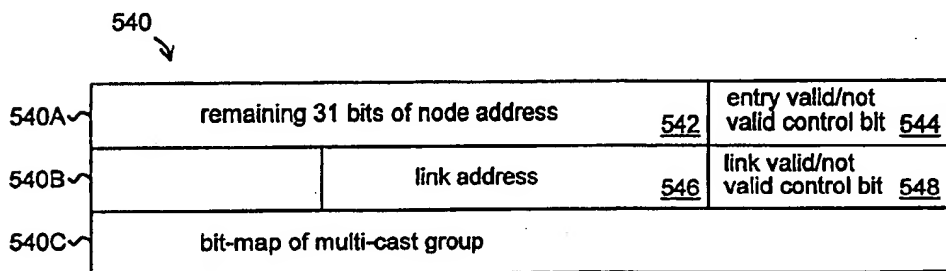 540
540A remaining 31 bits of node address 542 entry valid/not
valid control bit 544
540B link address 546 link valid/not
valid control bit 548
540C bit-map of multi-cast group